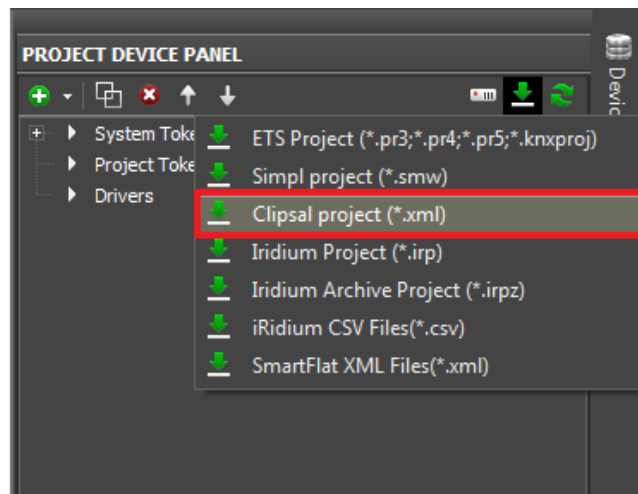 PROJECT DEVICE PANEL
System Toke
Project Toke
Drivers
ETS Project (*.pr3;*.pr4;*.pr5;*.knxproj)
Simpl project (*.smw)
Clipsal project (*.xml)
Iridium Project (*.irp)
Iridium Archive Project (*.irpz)
iRidium CSV Files(*.csv)
SmartFlat XML Files(*.xml)
Devic